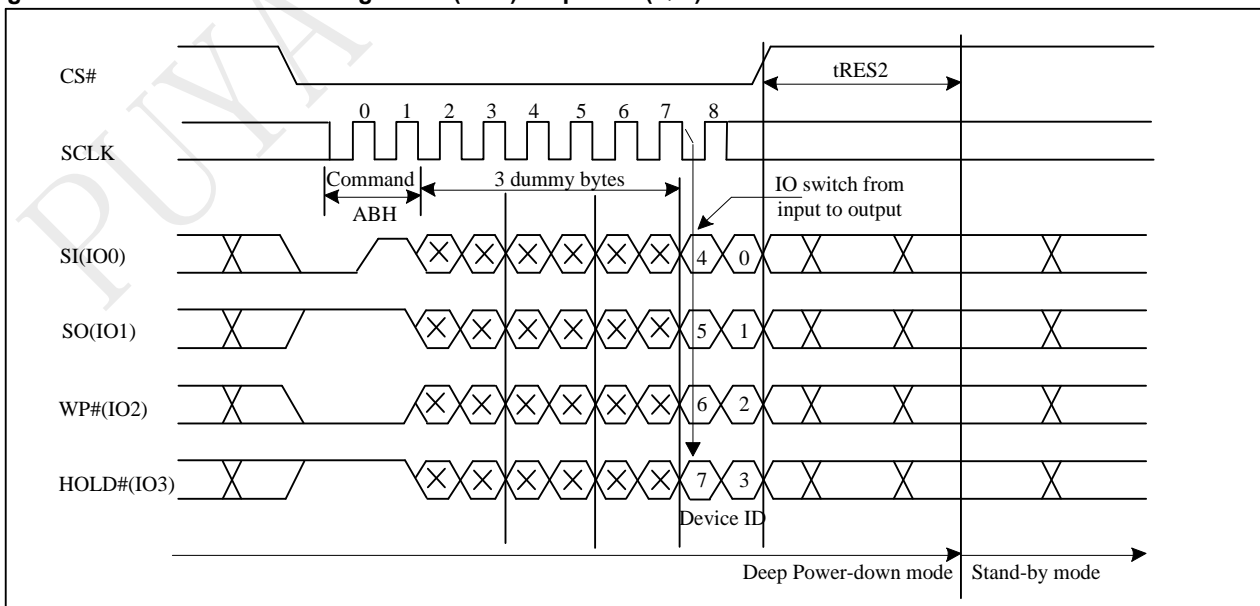 CS#
tRES2
0 1 2 3 4 5 6 7 8
SCLK
Command
3 dummy bytes
IO switch from
input to output
ABH
SI(IO0)
4 0
SO(IO1)
5 1
WP#(IO2)
6 2
HOLD#(IO3)
7 3
Device ID
Deep Power-down mode
Stand-by mode
PUYA